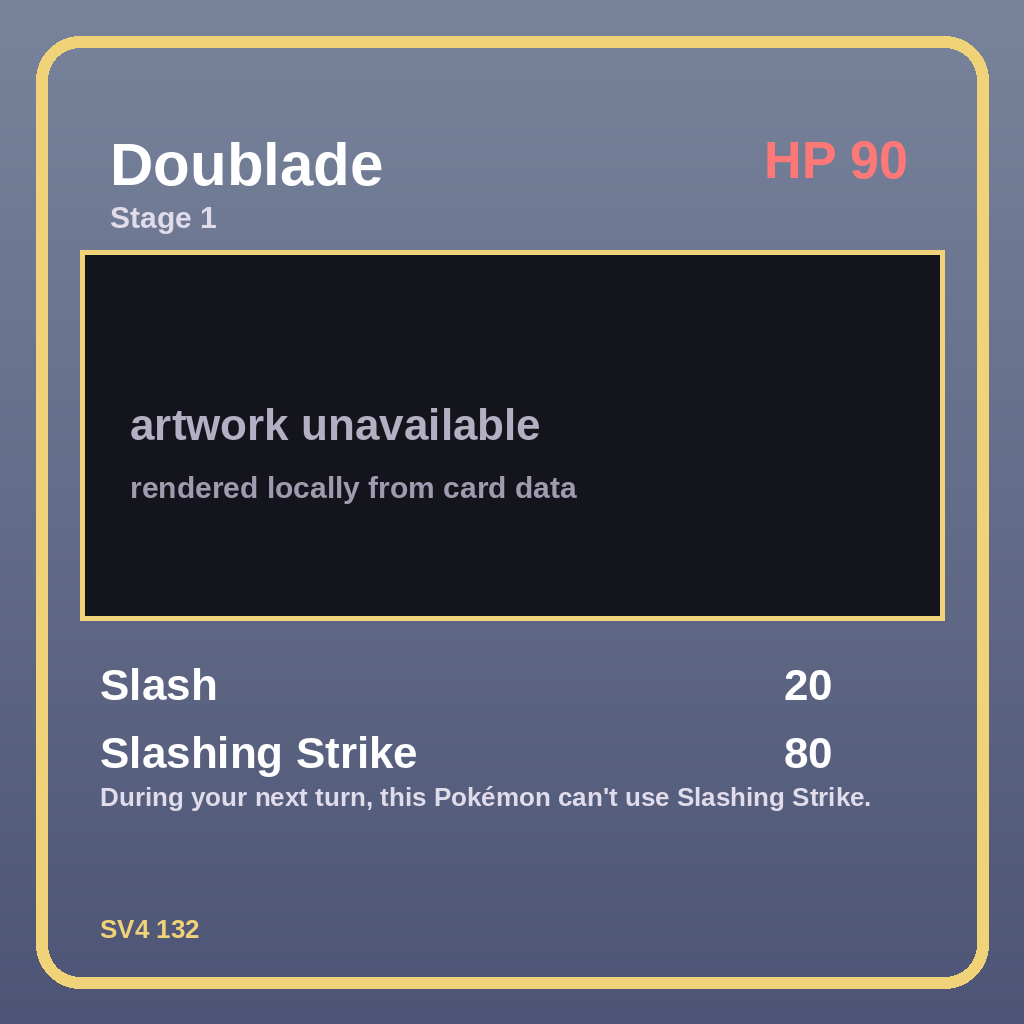 Doublade
HP 90
Stage 1
artwork unavailable
rendered locally from card data
Slash 20
Slashing Strike 80
During your next turn, this Pokémon can't use Slashing Strike.
SV4 132